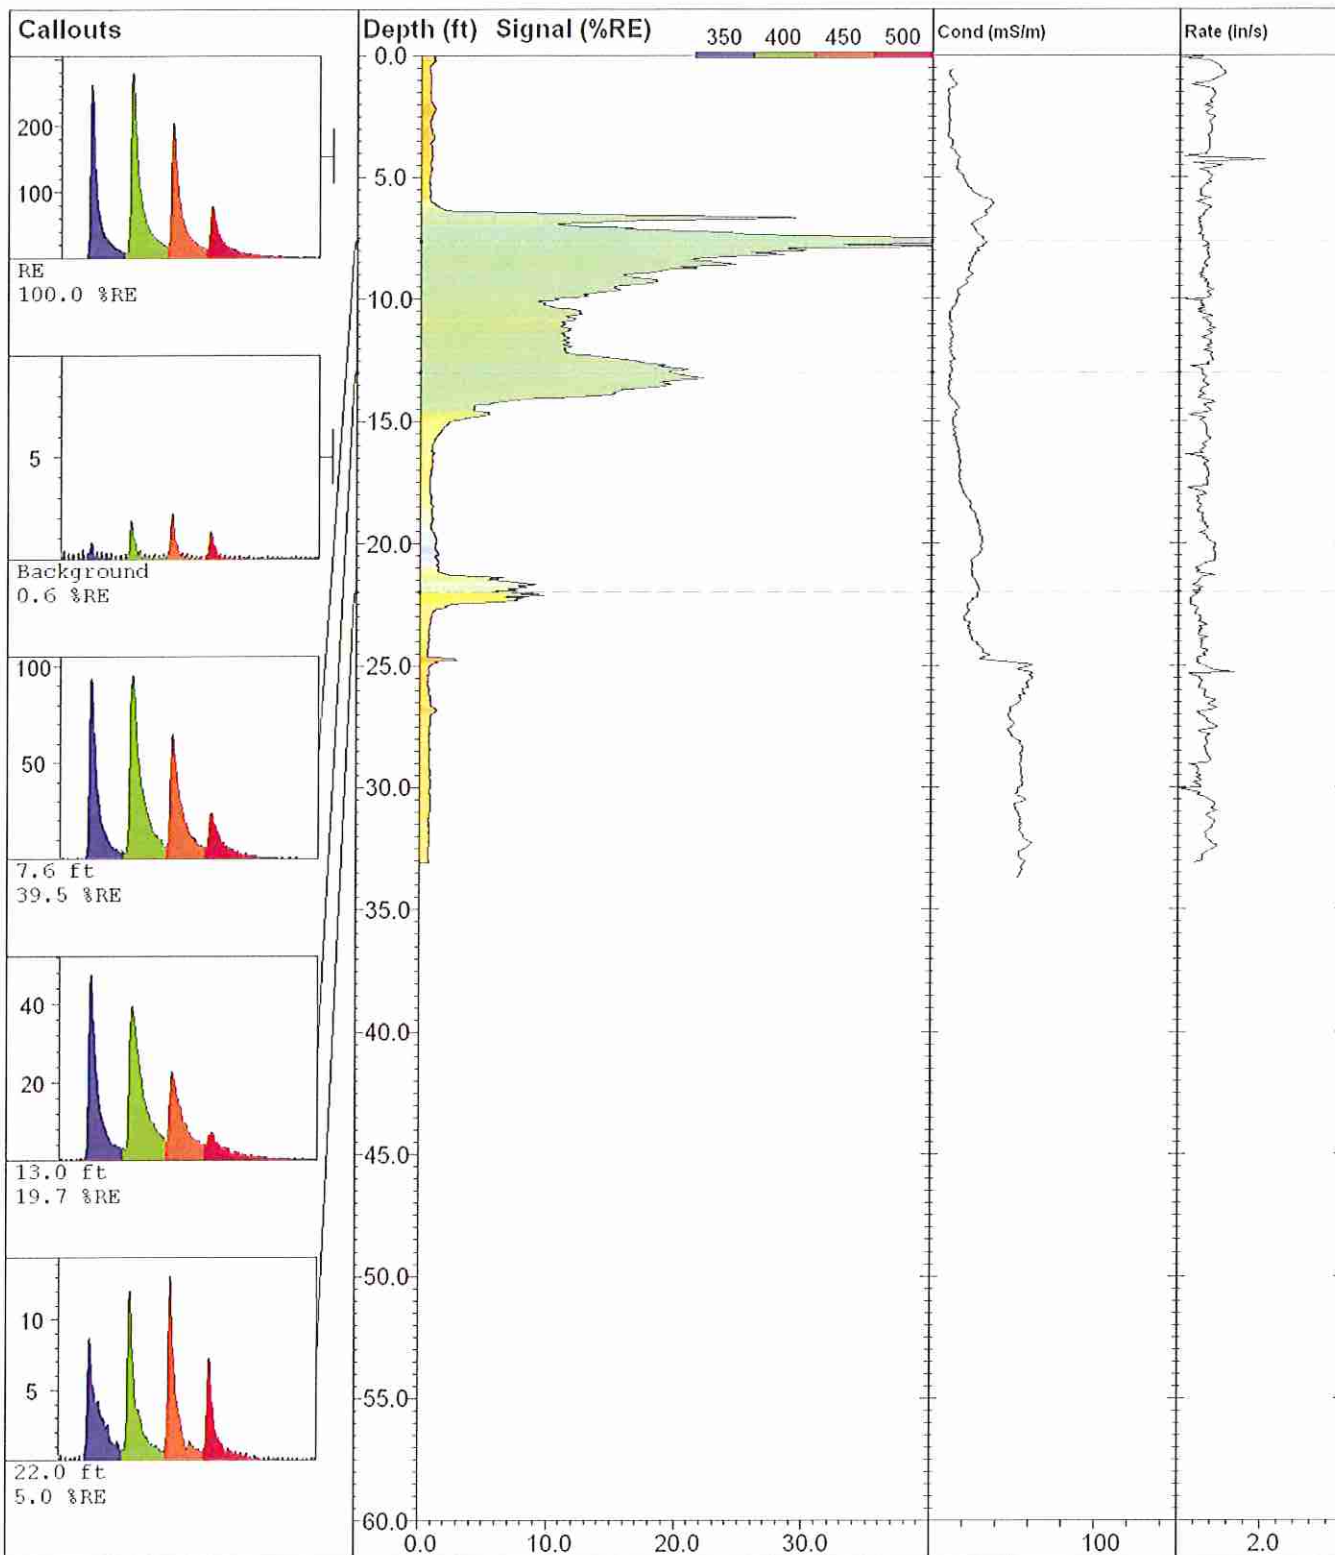 Callouts
Depth (ft) Signal (%RE)
350 400 450 500
Cond (mS/m)
Rate (in/s)
200
100
RE
100.0 %RE
5
Background
0.6 %RE
100
50
7.6 ft
39.5 %RE
40
20
13.0 ft
19.7 %RE
10
5
22.0 ft
5.0 %RE
0.0
5.0
10.0
15.0
20.0
25.0
30.0
35.0
40.0
45.0
50.0
55.0
60.0
0.0 10.0 20.0 30.0
100
2.0